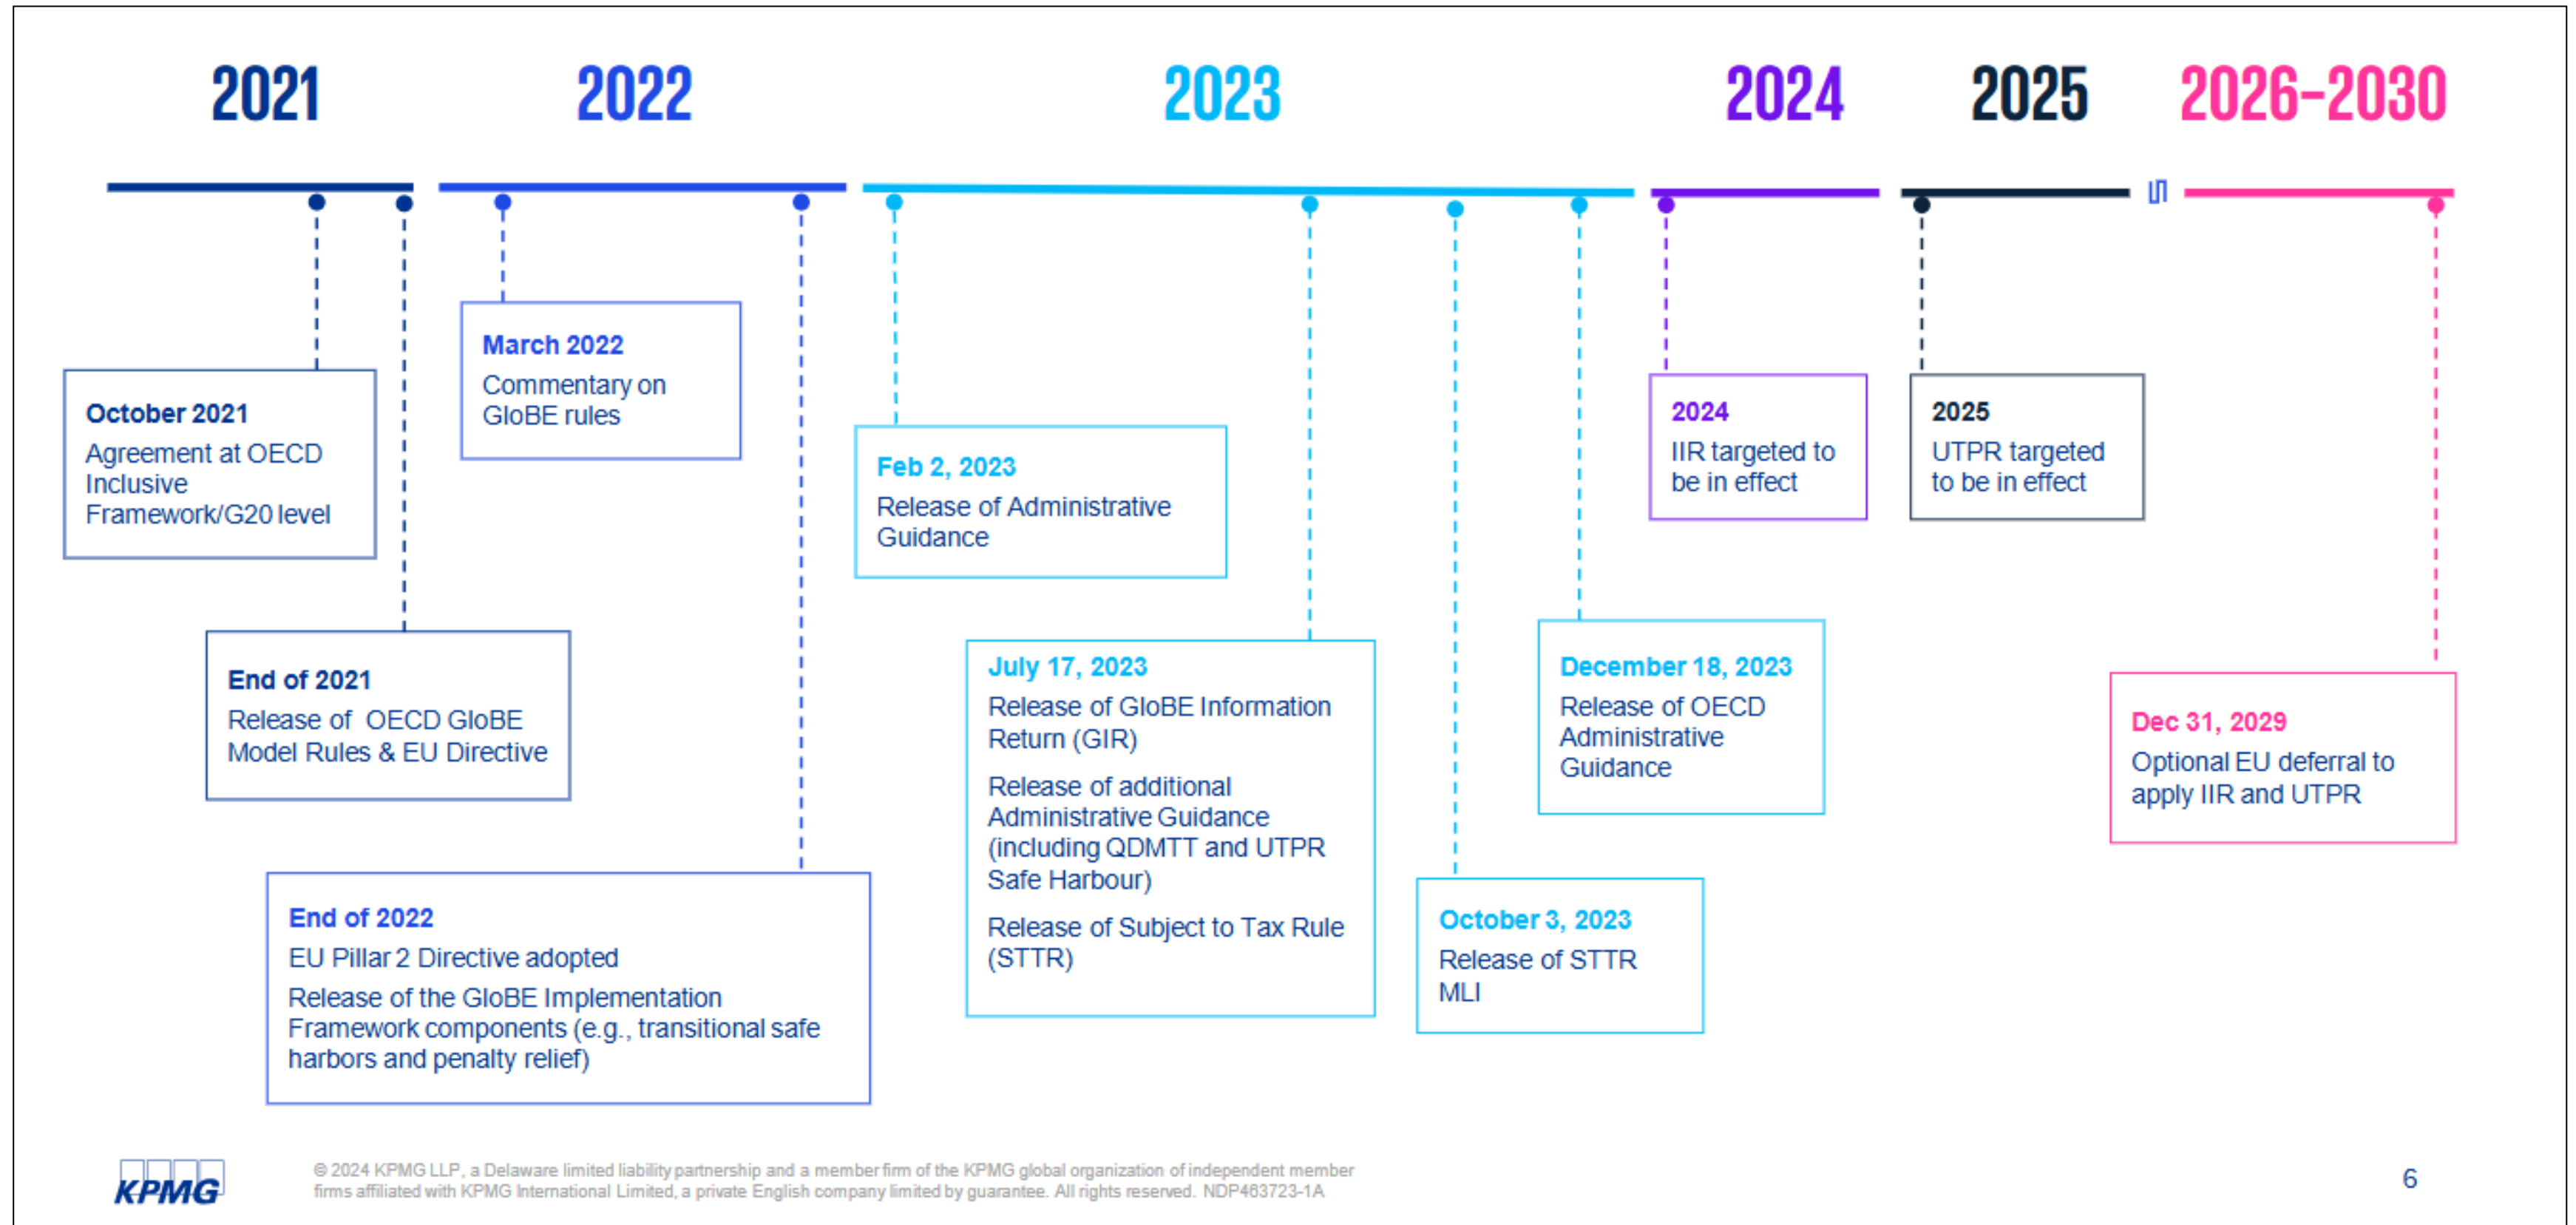 2021
2022
2023
2024
2025
2026–2030
October 2021
Agreement at OECD
Inclusive
Framework/G20 level
End of 2021
Release of OECD GloBE
Model Rules & EU Directive
March 2022
Commentary on
GloBE rules
End of 2022
EU Pillar 2 Directive adopted
Release of the GloBE Implementation
Framework components (e.g., transitional safe
harbors and penalty relief)
Feb 2, 2023
Release of Administrative
Guidance
July 17, 2023
Release of GloBE Information
Return (GIR)
Release of additional
Administrative Guidance
(including QDMTT and UTPR
Safe Harbour)
Release of Subject to Tax Rule
(STTR)
October 3, 2023
Release of STTR
MLI
December 18, 2023
Release of OECD
Administrative
Guidance
2024
IIR targeted to
be in effect
2025
UTPR targeted
to be in effect
Dec 31, 2029
Optional EU deferral to
apply IIR and UTPR
KPMG
© 2024 KPMG LLP, a Delaware limited liability partnership and a member firm of the KPMG global organization of independent member
firms affiliated with KPMG International Limited, a private English company limited by guarantee. All rights reserved. NDP463723-1A
6